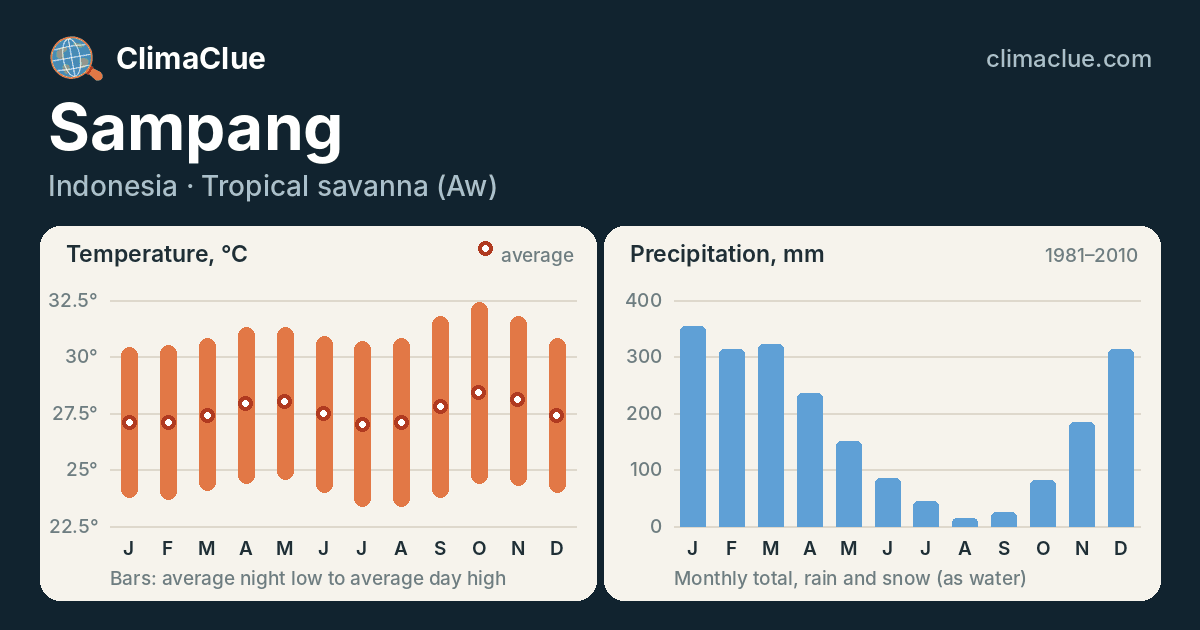 ClimaClue
climaclue.com
Sampang
Indonesia · Tropical savanna (Aw)
Temperature, °C
average
32.5°
30°
27.5°
25°
22.5°
J F M A M J J A S O N D
Bars: average night low to average day high
Precipitation, mm
1981–2010
400
300
200
100
0
J F M A M J J A S O N D
Monthly total, rain and snow (as water)